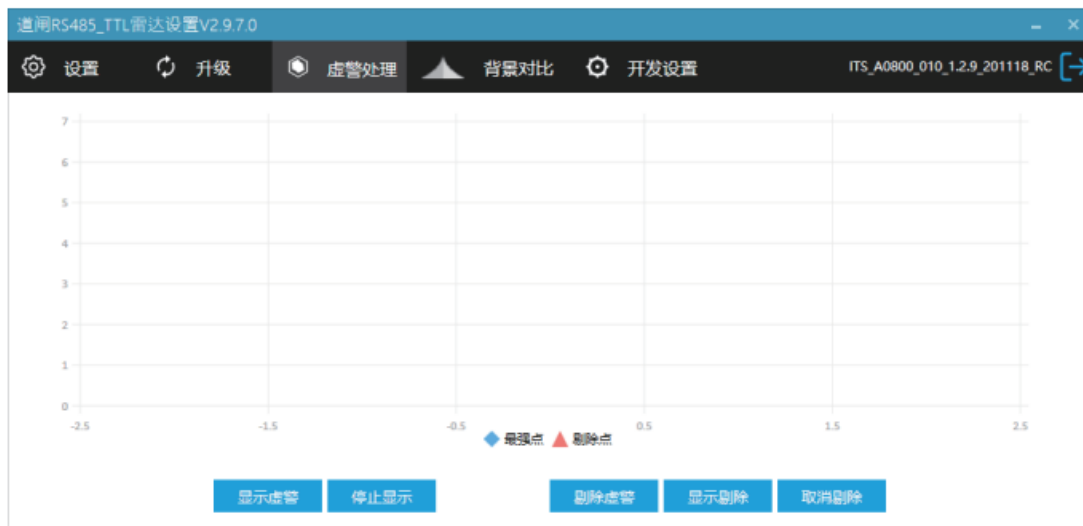 道闸RS485_TTL雷达设置V2.9.7.0
设置 升级 虚警处理 背景对比 开发设置 ITS_A0800_010_1.2.9_201118_RC
7
6
5
4
3
2
1
0
-2.5 -1.5 -0.5 0.5 1.5 2.5
最强点 剔除点
显示虚警 停止显示 剔除虚警 显示剔除 取消剔除